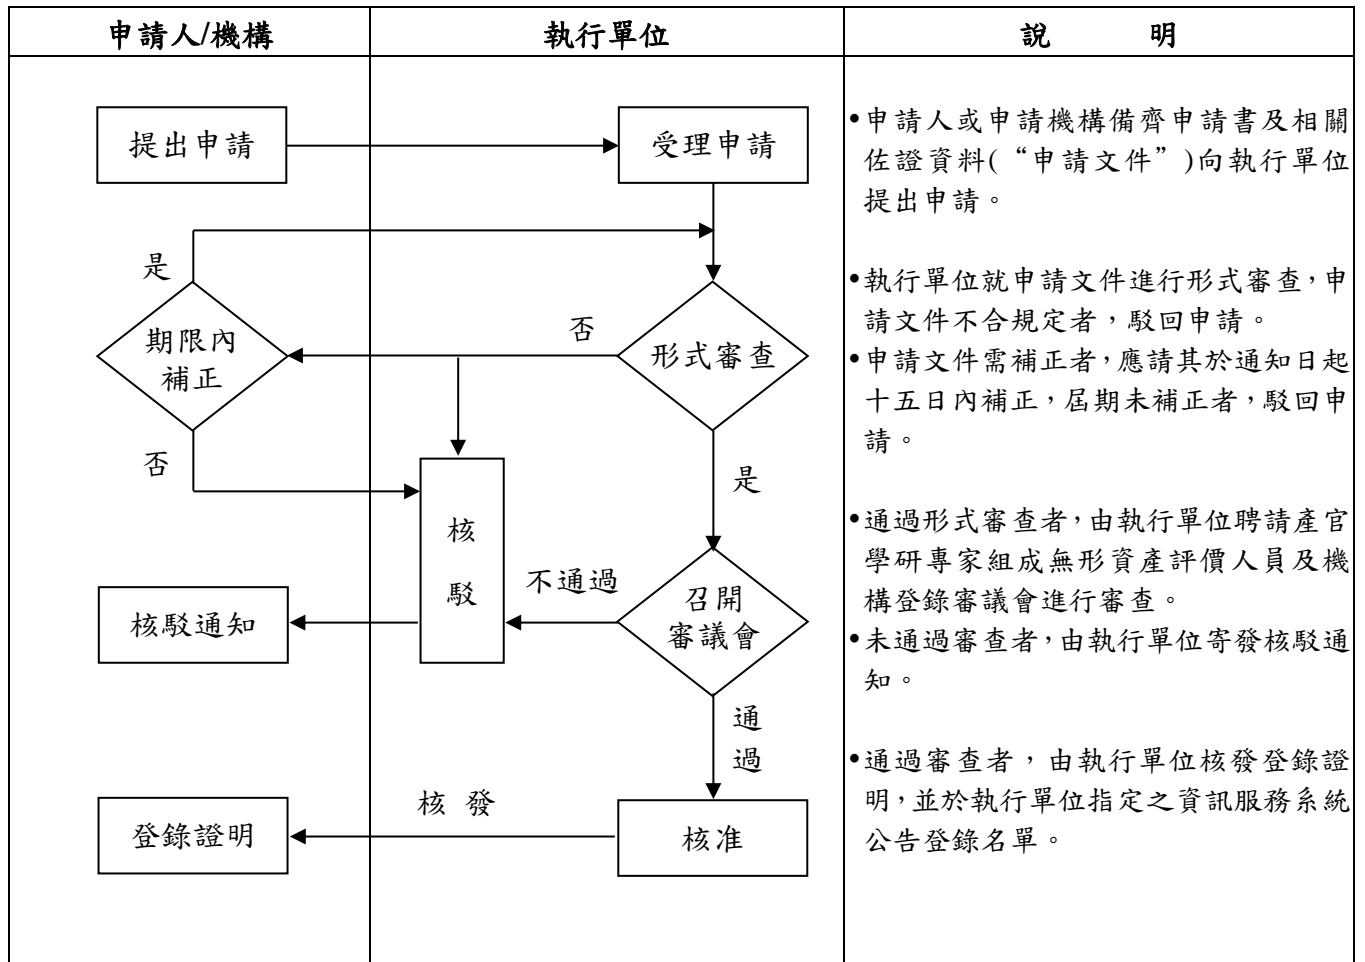 申請人/機構
執行單位
說 明
提出申請
受理申請
是
期限內
補正
否
形式審查
否
是
核
駁
不通過
召開
審議會
核駁通知
通
過
核 發
登錄證明
核准
•申請人或申請機構備齊申請書及相關
佐證資料(“申請文件”)向執行單位
提出申請。
•執行單位就申請文件進行形式審查,申
請文件不合規定者,駁回申請。
•申請文件需補正者,應請其於通知日起
十五日內補正,屆期未補正者,駁回申
請。
•通過形式審查者,由執行單位聘請產官
學研專家組成無形資產評價人員及機
構登錄審議會進行審查。
•未通過審查者,由執行單位寄發核駁通
知。
•通過審查者,由執行單位核發登錄證
明,並於執行單位指定之資訊服務系統
公告登錄名單。